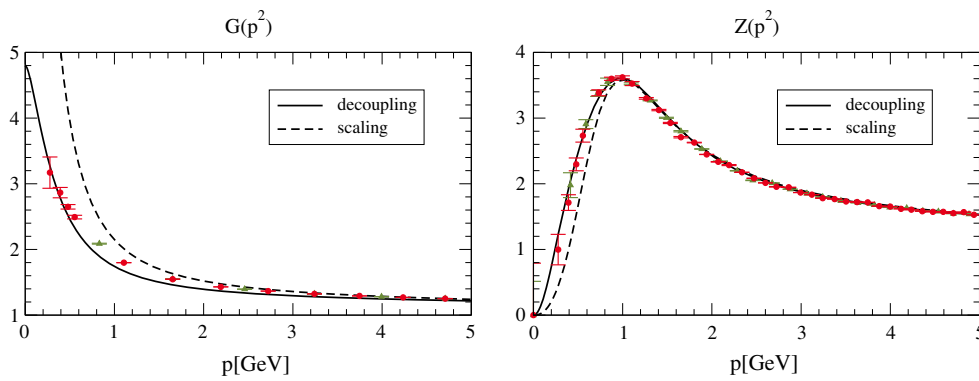 G(p²)
5
4
3
2
1
0 1 2 3 4 5
p[GeV]
decoupling
scaling
Z(p²)
4
3
2
1
0
0 1 2 3 4 5
p[GeV]
decoupling
scaling